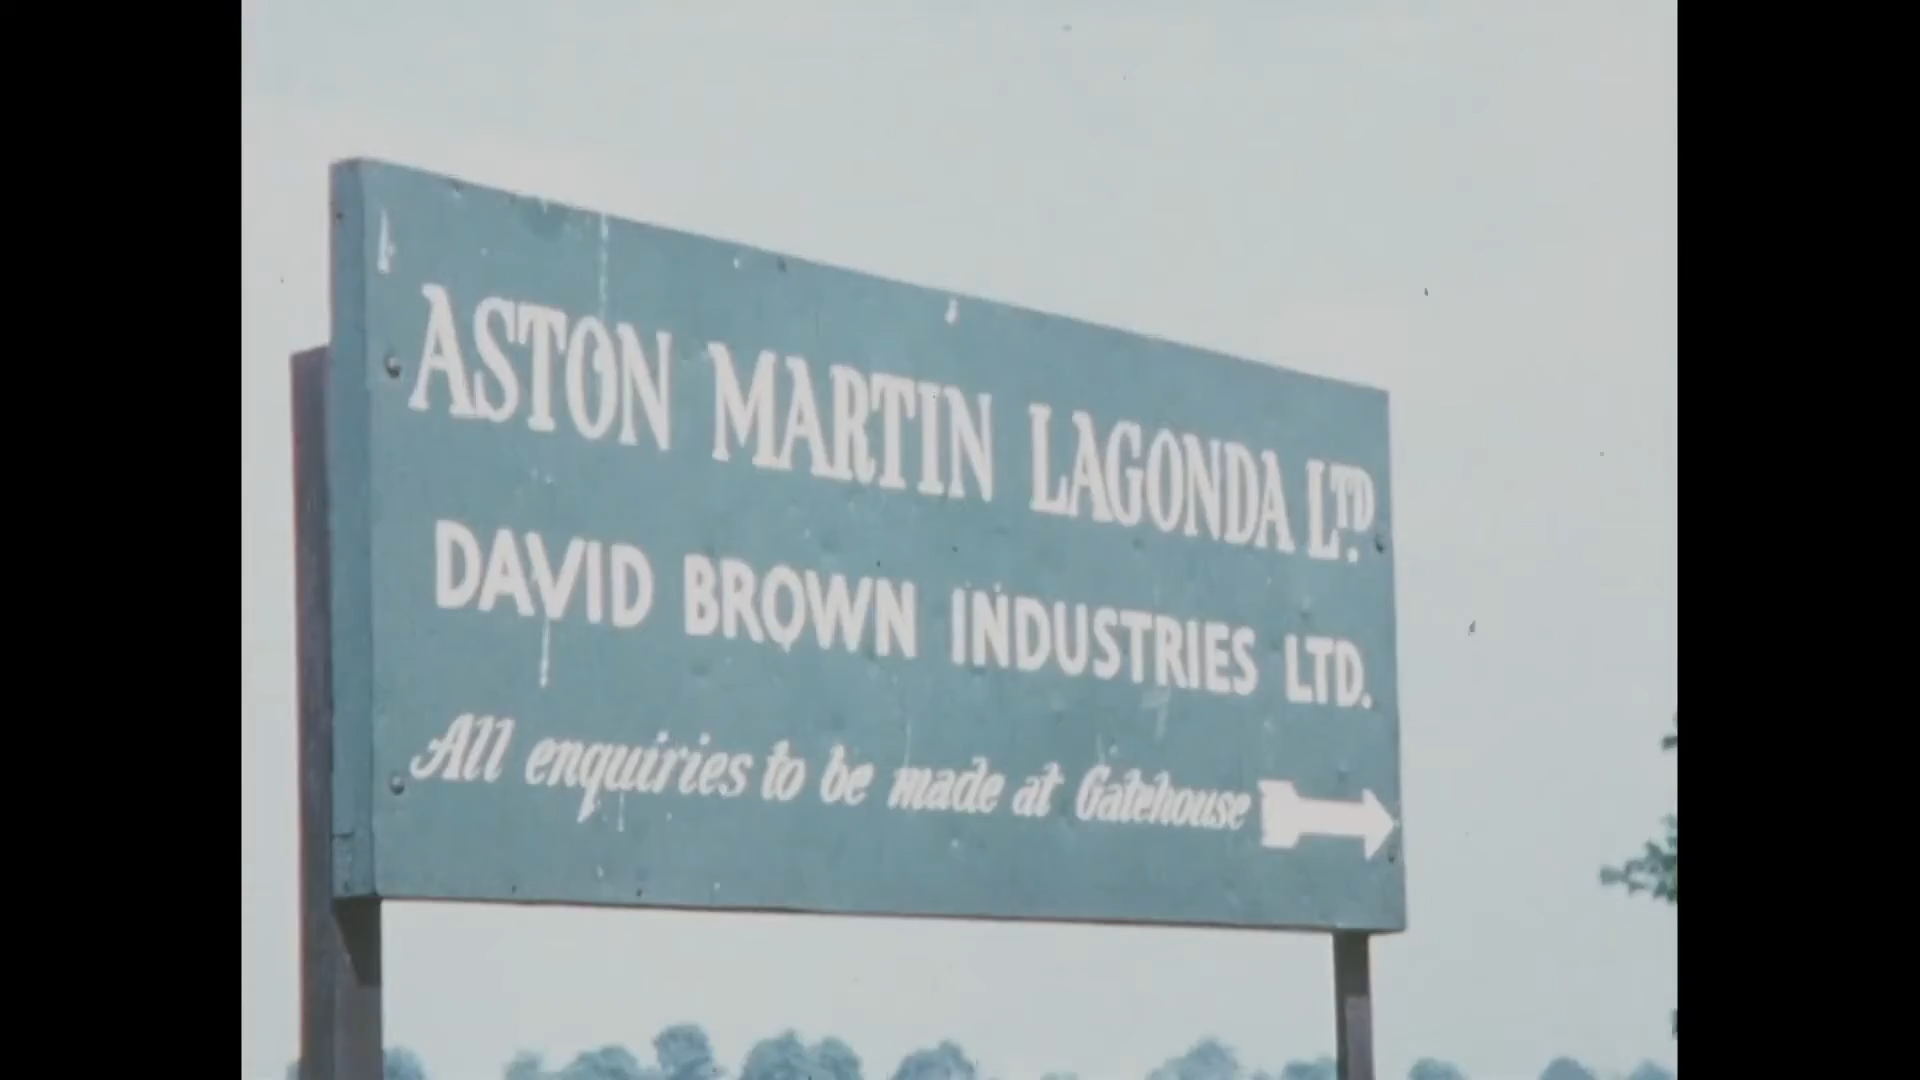 ASTON MARTIN LAGONDA LTD.
DAVID BROWN INDUSTRIES LTD.
All enquiries to be made at Gatehouse